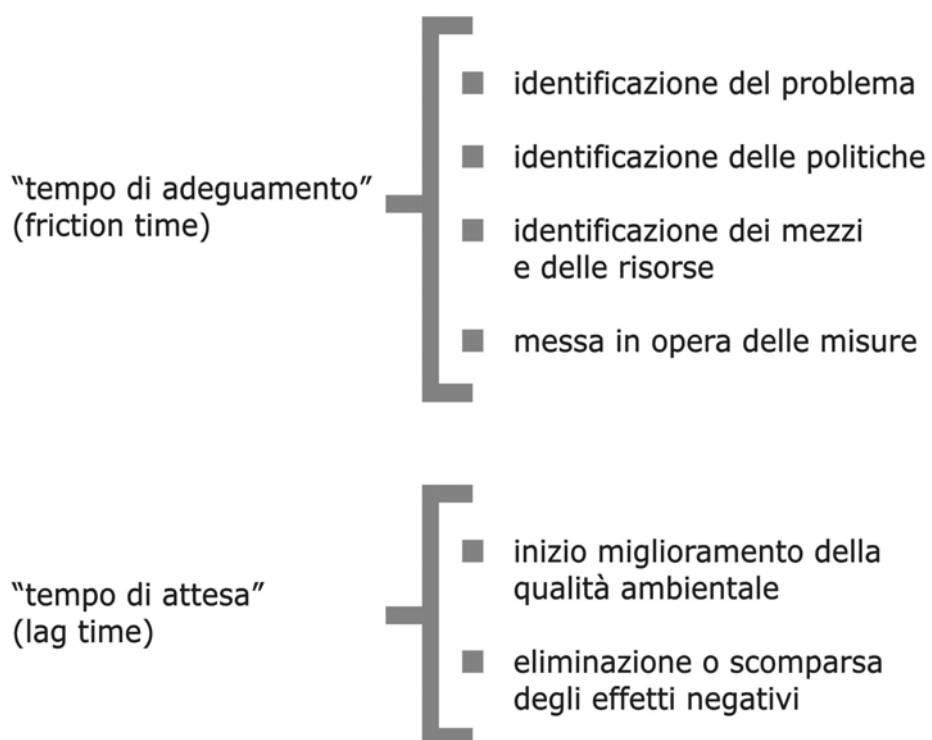 “tempo di adeguamento”
(friction time)
identificazione del problema
identificazione delle politiche
identificazione dei mezzi
e delle risorse
messa in opera delle misure
“tempo di attesa”
(lag time)
inizio miglioramento della
qualità ambientale
eliminazione o scomparsa
degli effetti negativi